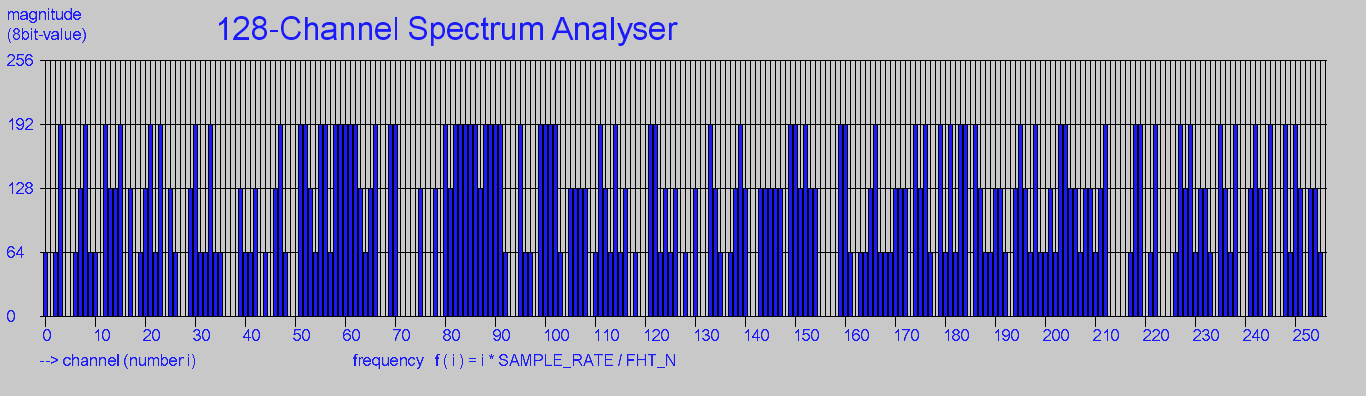 magnitude
(8bit-value)
128-Channel Spectrum Analyser
256
192
128
64
0
0 10 20 30 40 50 60 70 80 90 100 110 120 130 140 150 160 170 180 190 200 210 220 230 240 250
--> channel (number i)
frequency f ( i ) = i * SAMPLE_RATE / FHT_N